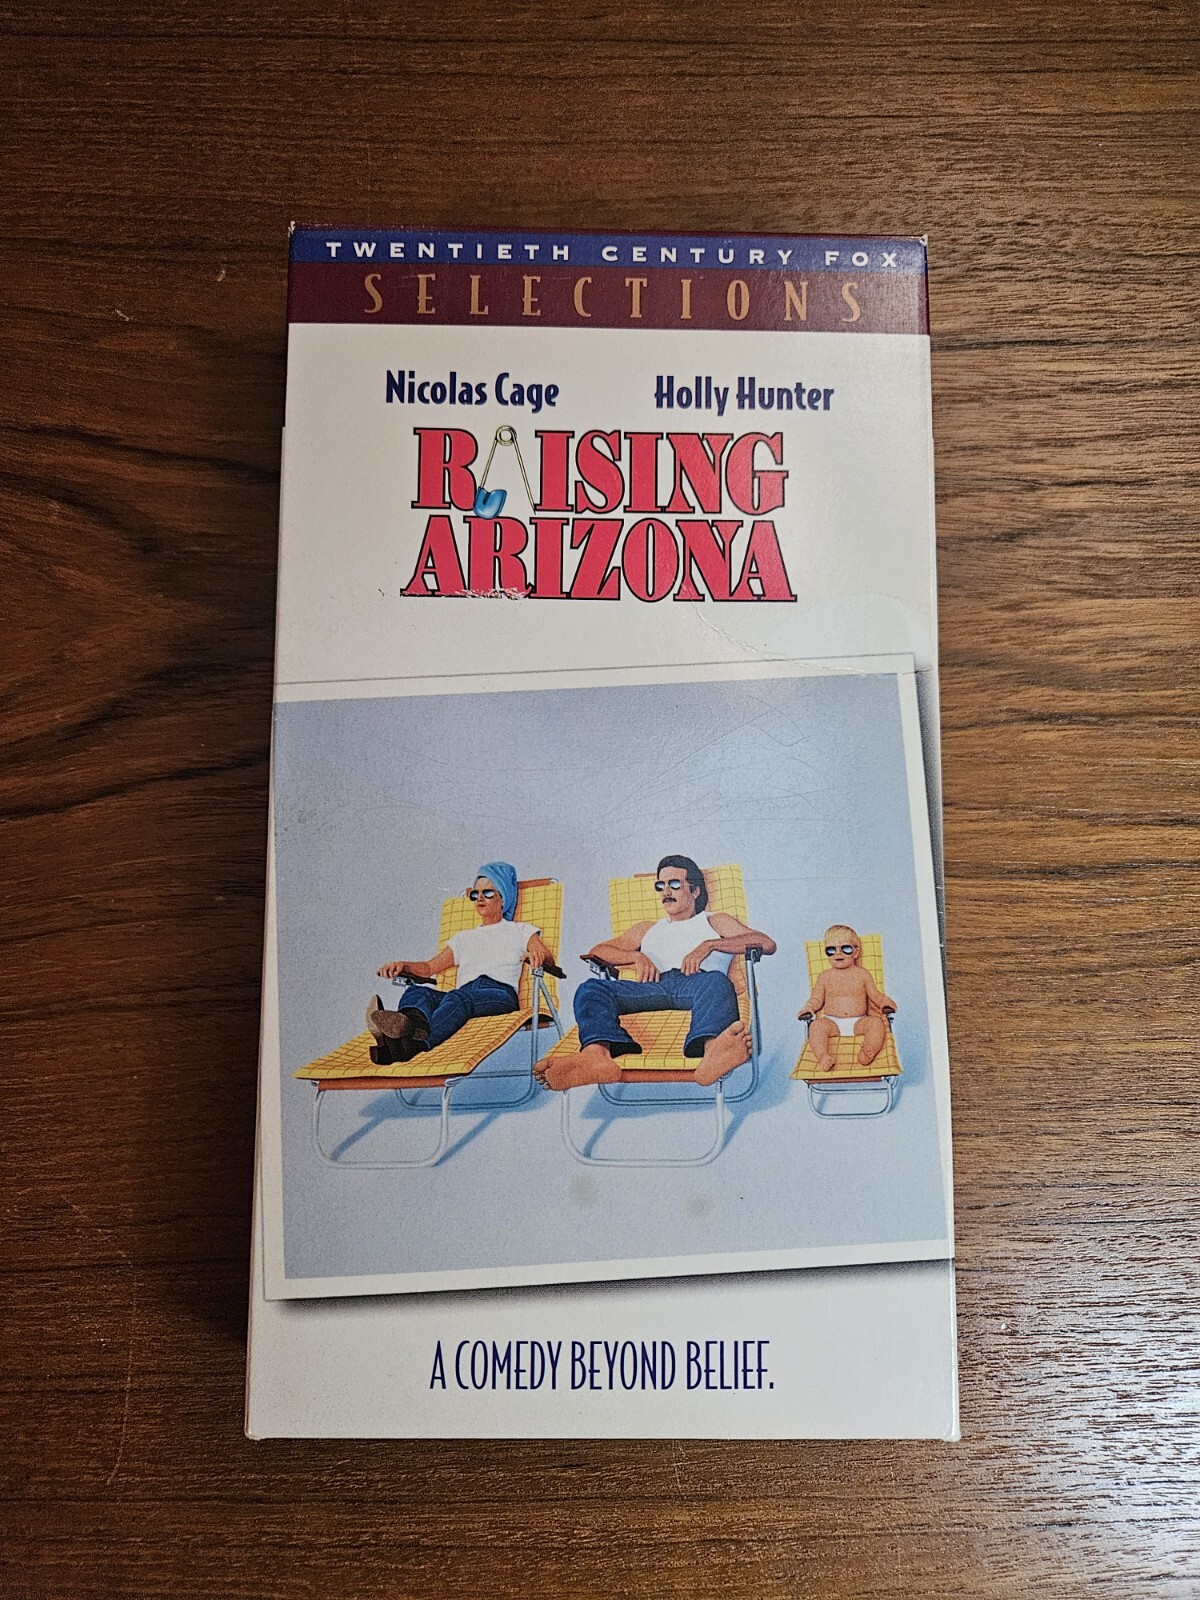 TWENTIETH CENTURY FOX
SELECTIONS
Nicolas Cage Holly Hunter
RAISING
ARIZONA
A COMEDY BEYOND BELIEF.